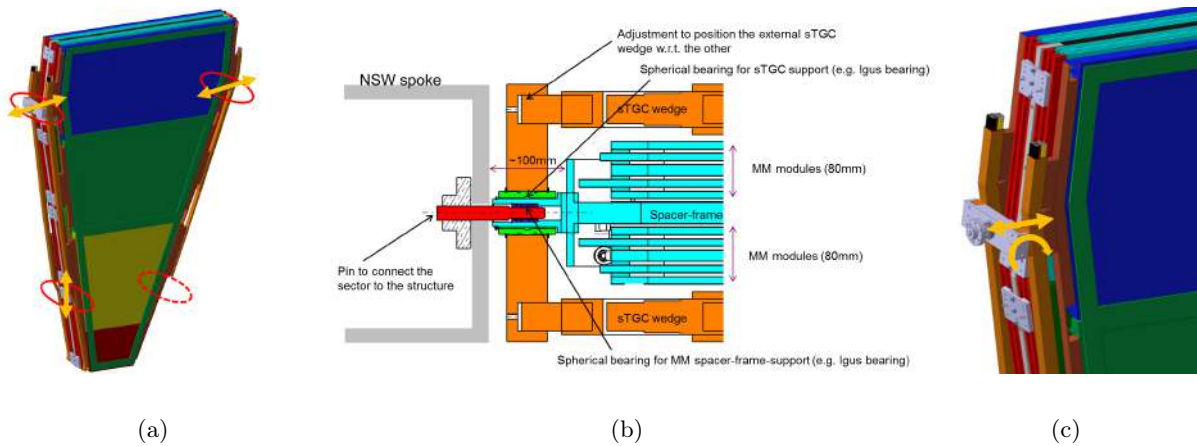 Adjustment to position the external sTGC
wedge w.r.t. the other
Spherical bearing for sTGC support (e.g. Igus bearing)
NSW spoke
sTGC wedge
~100mm
MM modules (80mm)
Spacer-frame
MM modules (80mm)
Pin to connect the
sector to the structure
sTGC wedge
Spherical bearing for MM spacer-frame-support (e.g. Igus bearing)
(a)
(b)
(c)